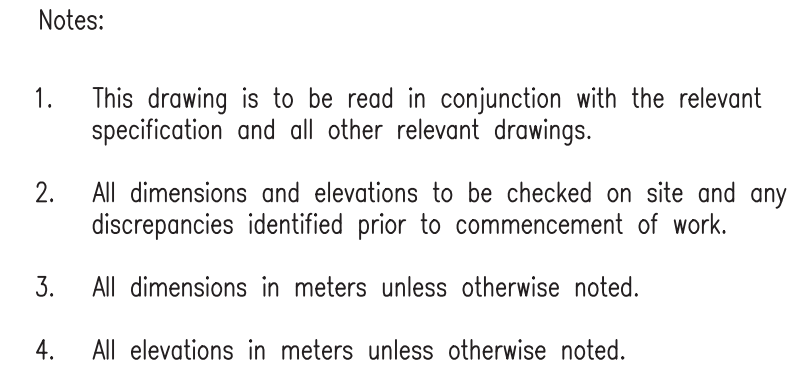 Notes:
1. This drawing is to be read in conjunction with the relevant
specification and all other relevant drawings.
2. All dimensions and elevations to be checked on site and any
discrepancies identified prior to commencement of work.
3. All dimensions in meters unless otherwise noted.
4. All elevations in meters unless otherwise noted.